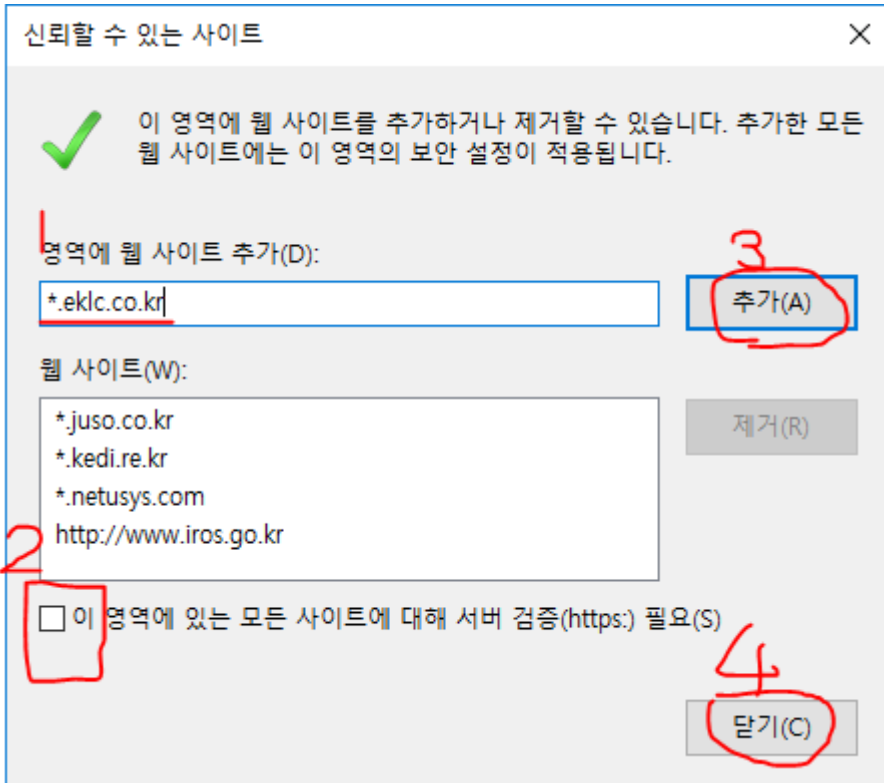 신뢰할 수 있는 사이트
이 영역에 웹 사이트를 추가하거나 제거할 수 있습니다. 추가한 모든
웹 사이트에는 이 영역의 보안 설정이 적용됩니다.
1
영역에 웹 사이트 추가(D):
3
*.eklc.co.kr
추가(A)
웹 사이트(W):
*.juso.co.kr
제거(R)
*.kedi.re.kr
*.netusys.com
http://www.iros.go.kr
2
이 영역에 있는 모든 사이트에 대해 서버 검증(https:) 필요(S)
4
닫기(C)